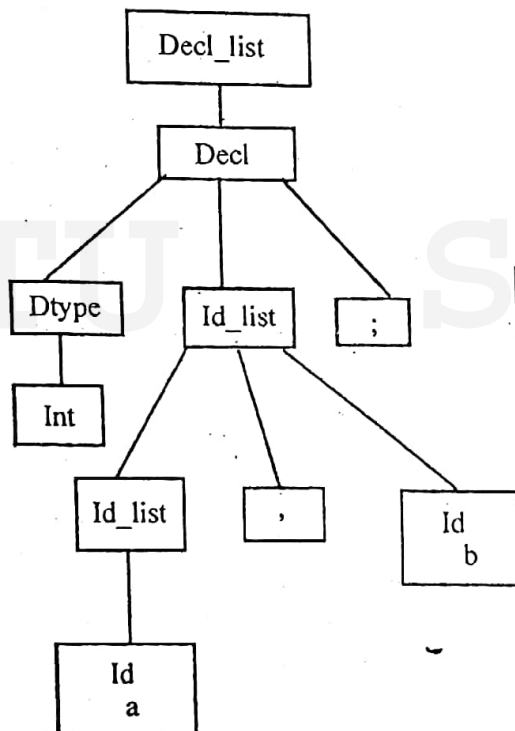 Decl_list
Decl
Dtype
Id_list
;
Int
Id_list
,
Id
b
Id
a